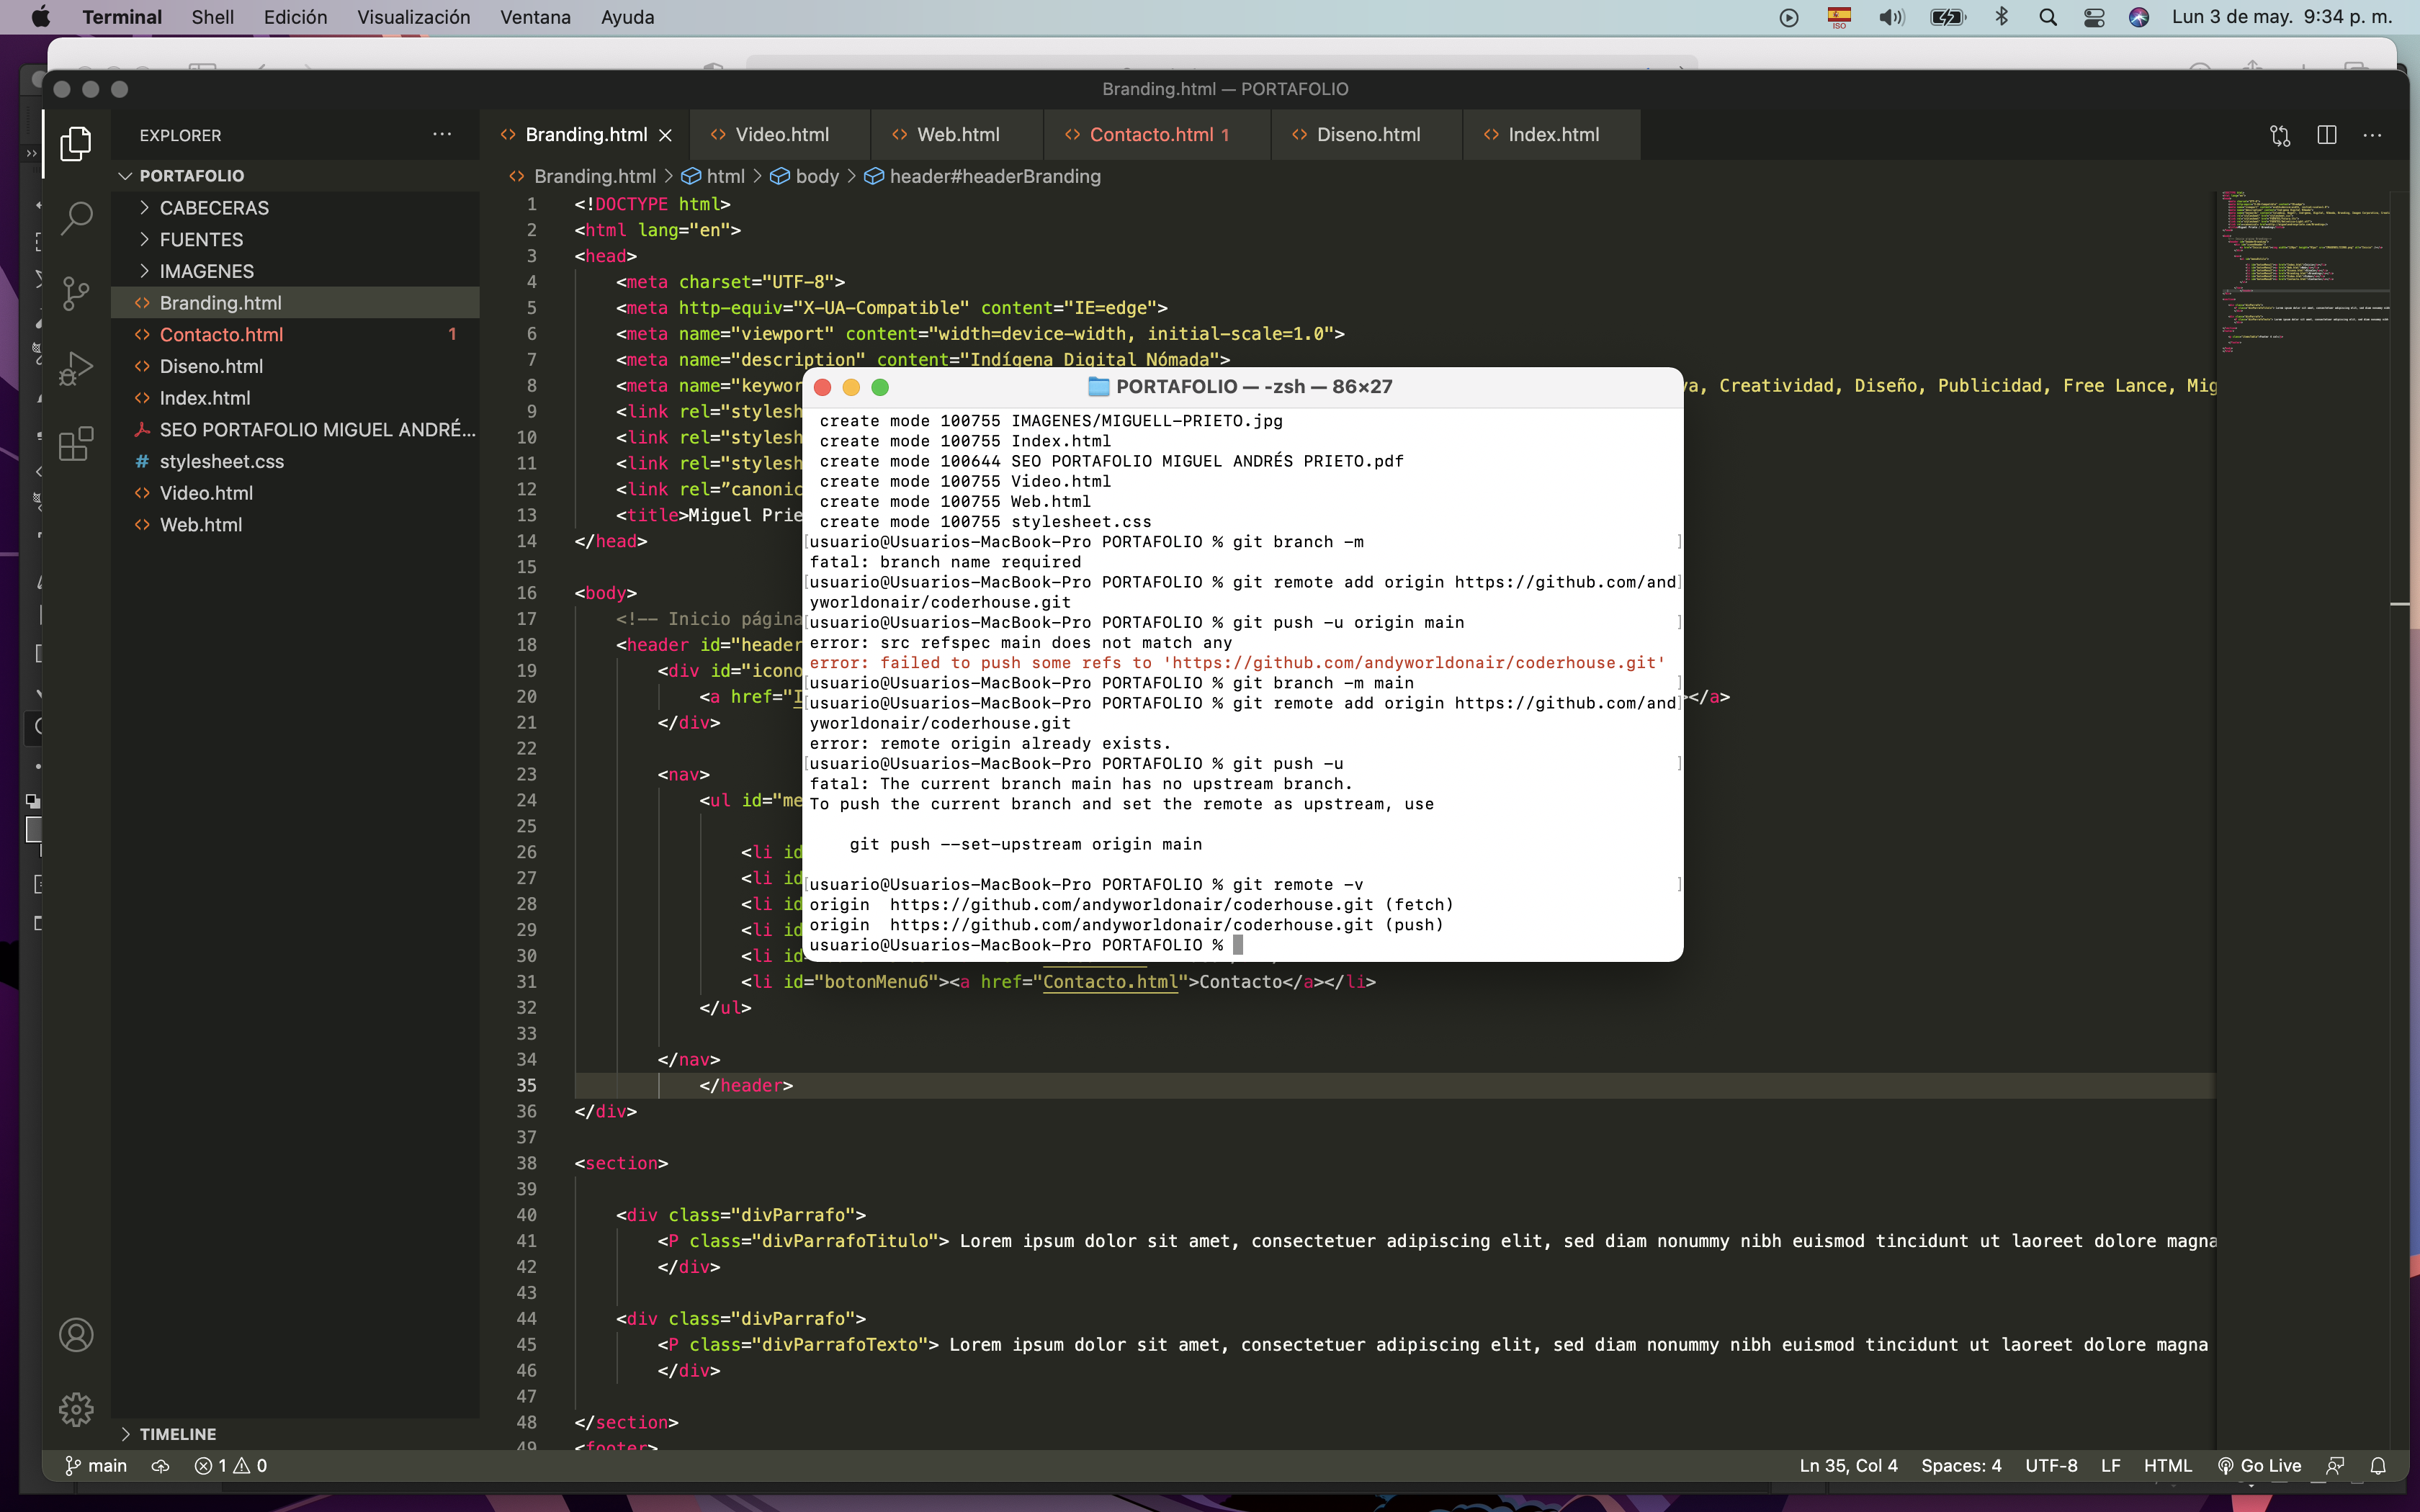 Terminal Shell Edición Visualización Ventana Ayuda
ISO
Lun 3 de may. 9:34 p. m.
Branding.html — PORTAFOLIO
EXPLORER
Branding.html
Video.html
Web.html
Contacto.html 1
Diseno.html
Index.html
PORTAFOLIO
CABECERAS
FUENTES
IMAGENES
Branding.html
Contacto.html 1
Diseno.html
Index.html
SEO PORTAFOLIO MIGUEL ANDRÉ...
stylesheet.css
Video.html
Web.html
TIMELINE
Branding.html > html > body > header#headerBranding
1 <!DOCTYPE html>
2 <html lang="en">
3 <head>
4 <meta charset="UTF-8">
5 <meta http-equiv="X-UA-Compatible" content="IE=edge">
6 <meta name="viewport" content="width=device-width, initial-scale=1.0">
7 <meta name="description" content="Indígena Digital Nómada">
8 <meta name="keywor va, Creatividad, Diseño, Publicidad, Free Lance, Mig
9 <link rel="stylesh
10 <link rel="stylesh
11 <link rel="stylesh
12 <link rel=”canonic
13 <title>Miguel Prie
14 </head>
15
16 <body>
17 <!-- Inicio página
18 <header id="header
19 <div id="icono
20 <a href="I ></a>
21 </div>
22
23 <nav>
24 <ul id="me
25
26 <li id
27 <li id
28 <li id
29 <li id
30 <li id
31 <li id="botonMenu6"><a href="Contacto.html">Contacto</a></li>
32 </ul>
33
34 </nav>
35 </header>
36 </div>
37
38 <section>
39
40 <div class="divParrafo">
41 <P class="divParrafoTitulo"> Lorem ipsum dolor sit amet, consectetuer adipiscing elit, sed diam nonummy nibh euismod tincidunt ut laoreet dolore magna
42 </div>
43
44 <div class="divParrafo">
45 <P class="divParrafoTexto"> Lorem ipsum dolor sit amet, consectetuer adipiscing elit, sed diam nonummy nibh euismod tincidunt ut laoreet dolore magna
46 </div>
47
48 </section>
49 <footer>
PORTAFOLIO — -zsh — 86×27
create mode 100755 IMAGENES/MIGUELL-PRIETO.jpg
create mode 100755 Index.html
create mode 100644 SEO PORTAFOLIO MIGUEL ANDRÉS PRIETO.pdf
create mode 100755 Video.html
create mode 100755 Web.html
create mode 100755 stylesheet.css
[usuario@Usuarios-MacBook-Pro PORTAFOLIO % git branch -m ]
fatal: branch name required
[usuario@Usuarios-MacBook-Pro PORTAFOLIO % git remote add origin https://github.com/and]
yworldonair/coderhouse.git
[usuario@Usuarios-MacBook-Pro PORTAFOLIO % git push -u origin main ]
error: src refspec main does not match any
error: failed to push some refs to 'https://github.com/andyworldonair/coderhouse.git'
[usuario@Usuarios-MacBook-Pro PORTAFOLIO % git branch -m main ]
[usuario@Usuarios-MacBook-Pro PORTAFOLIO % git remote add origin https://github.com/and]
yworldonair/coderhouse.git
error: remote origin already exists.
[usuario@Usuarios-MacBook-Pro PORTAFOLIO % git push -u ]
fatal: The current branch main has no upstream branch.
To push the current branch and set the remote as upstream, use
git push --set-upstream origin main
[usuario@Usuarios-MacBook-Pro PORTAFOLIO % git remote -v ]
origin https://github.com/andyworldonair/coderhouse.git (fetch)
origin https://github.com/andyworldonair/coderhouse.git (push)
usuario@Usuarios-MacBook-Pro PORTAFOLIO %
main 1 0
Ln 35, Col 4 Spaces: 4 UTF-8 LF HTML Go Live